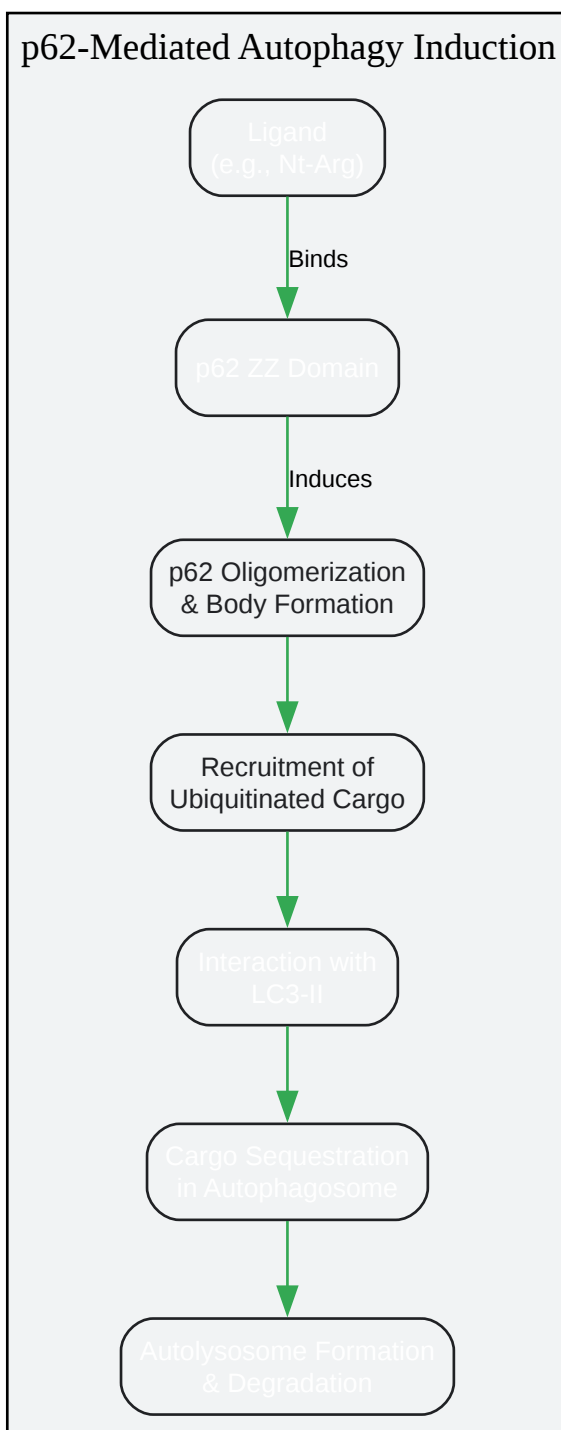 p62-Mediated Autophagy Induction
Ligand
(e.g., Nt-Arg)
Binds
p62 ZZ Domain
Induces
p62 Oligomerization
& Body Formation
Recruitment of
Ubiquitinated Cargo
Interaction with
LC3-II
Cargo Sequestration
in Autophagosome
Autolysosome Formation
& Degradation